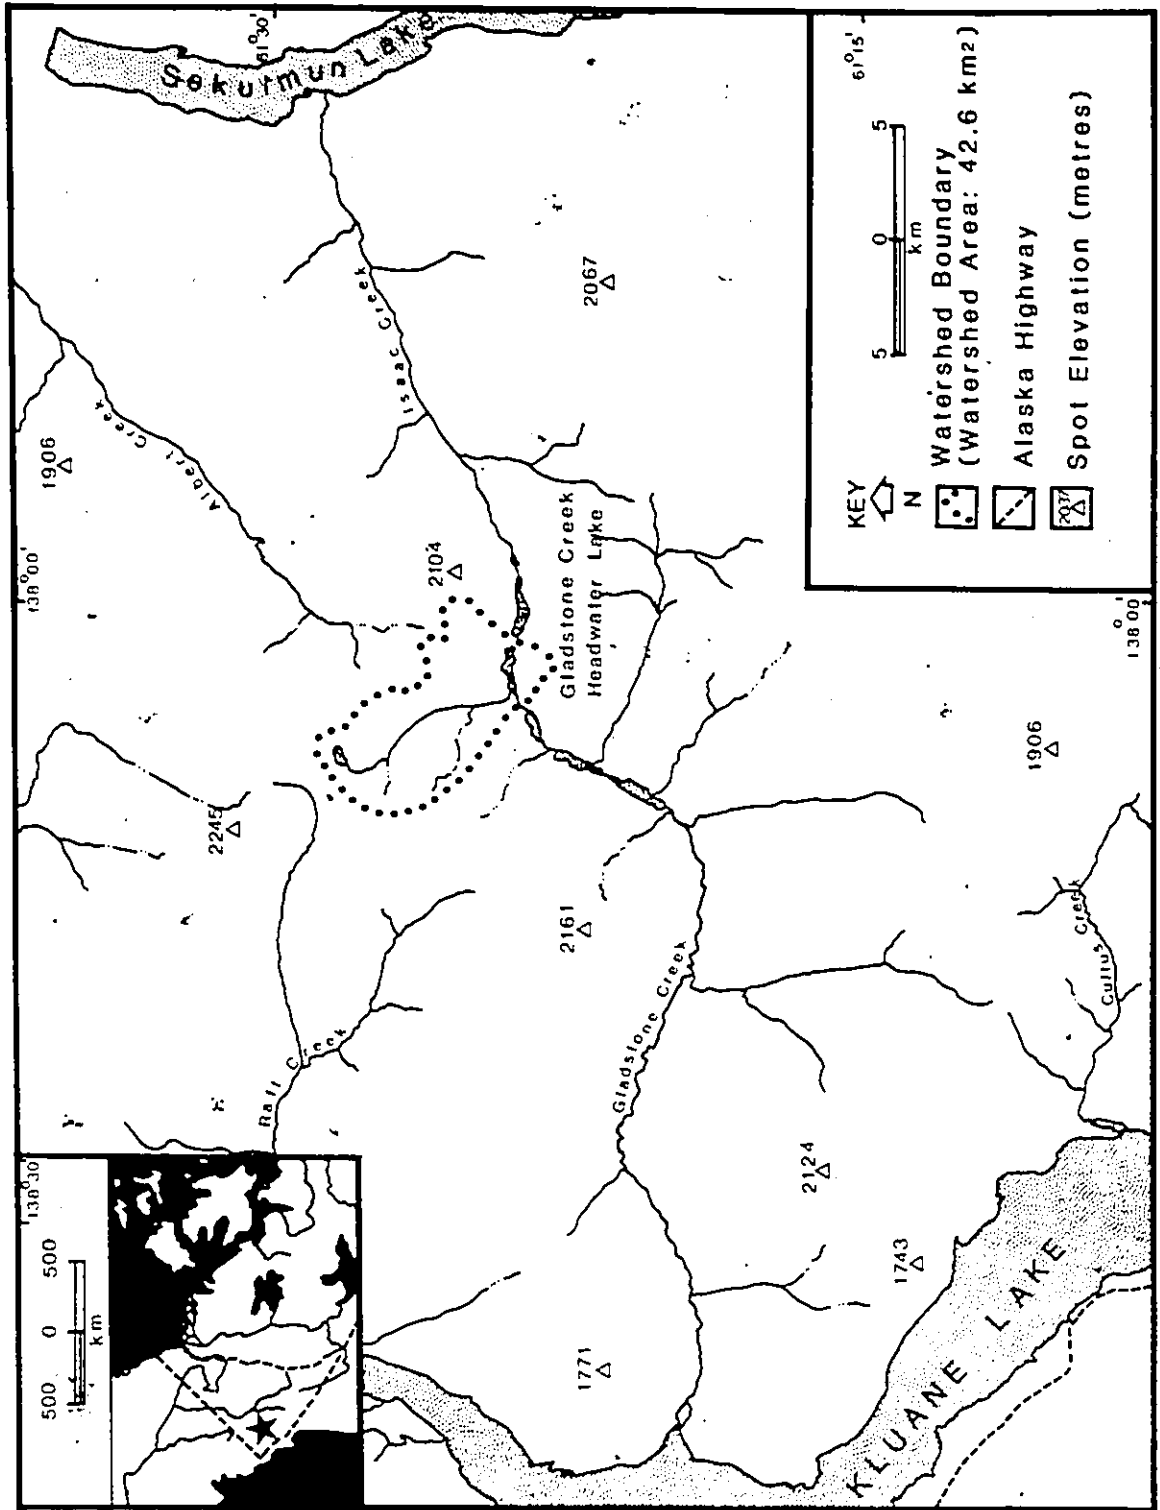 Sekulmun Lake
61°30'
Isaac Creek
2067
Albert Creek
1906
138°00'
2104
Gladstone Creek
Headwater Lake
2245
2161
Raft Creek
Gladstone Creek
1906
Cultus Creek
138°00'
138°30'
500 0 500
km
2124
1743
1771
KLUANE LAKE
61°15'
KEY
N
5 0 5
km
Watershed Boundary
(Watershed Area: 42.6 km2)
Alaska Highway
2037
Spot Elevation (metres)